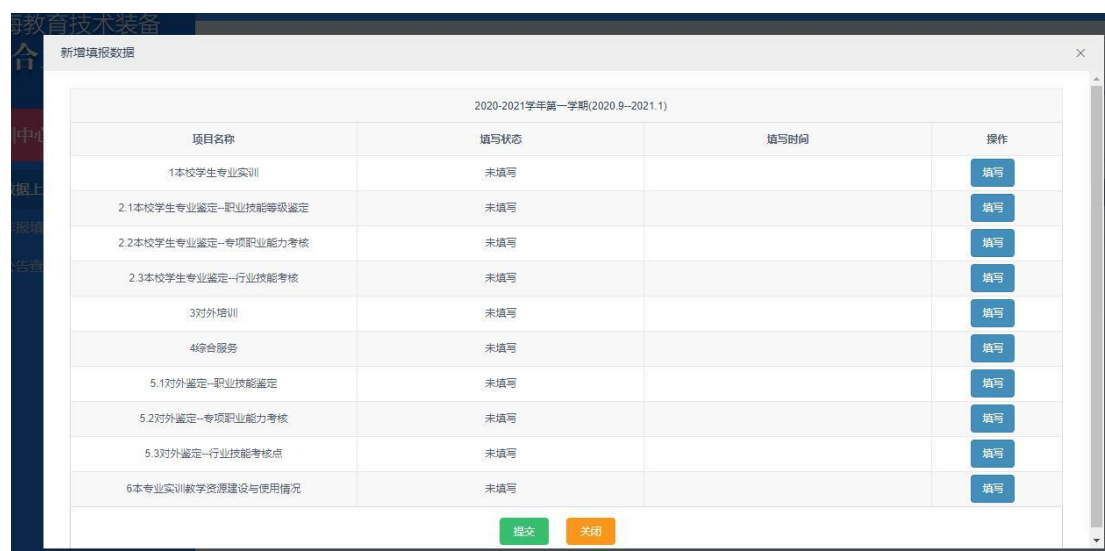 海教育技术装备
合
新增填报数据
×
2020-2021学年第一学期(2020.9--2021.1)
项目名称 填写状态 填写时间 操作
1本校学生专业实训 未填写 填写
2.1本校学生专业鉴定--职业技能等级鉴定 未填写 填写
2.2本校学生专业鉴定--专项职业能力考核 未填写 填写
2.3本校学生专业鉴定--行业技能考核 未填写 填写
3对外培训 未填写 填写
4综合服务 未填写 填写
5.1对外鉴定--职业技能鉴定 未填写 填写
5.2对外鉴定--专项职业能力考核 未填写 填写
5.3对外鉴定--行业技能考核点 未填写 填写
6本专业实训教学资源建设与使用情况 未填写 填写
提交 关闭